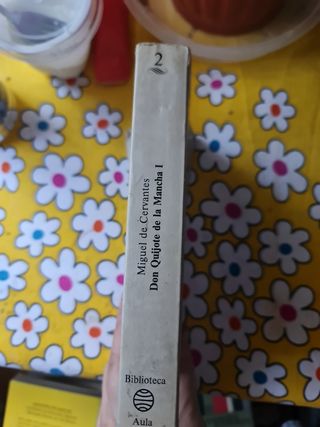 2
Miguel de Cervantes
Don Quijote de la Mancha I
Biblioteca
Aula